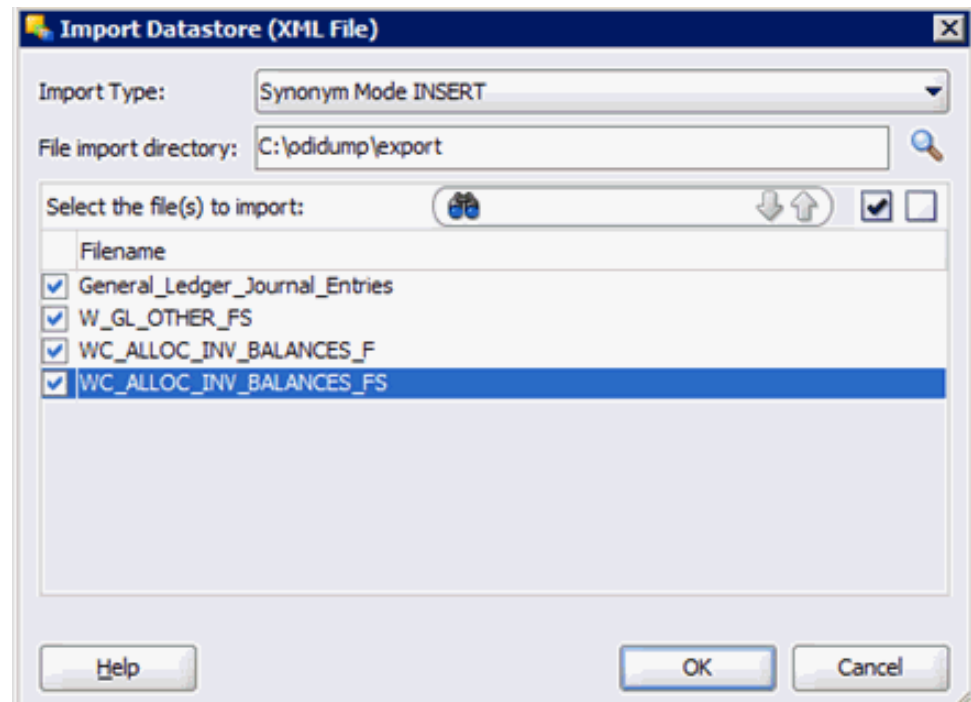 Import Datastore (XML File)
Import Type: Synonym Mode INSERT
File import directory: C:\odidump\export
Select the file(s) to import:
Filename
General_Ledger_Journal_Entries
W_GL_OTHER_FS
WC_ALLOC_INV_BALANCES_F
WC_ALLOC_INV_BALANCES_FS
Help OK Cancel